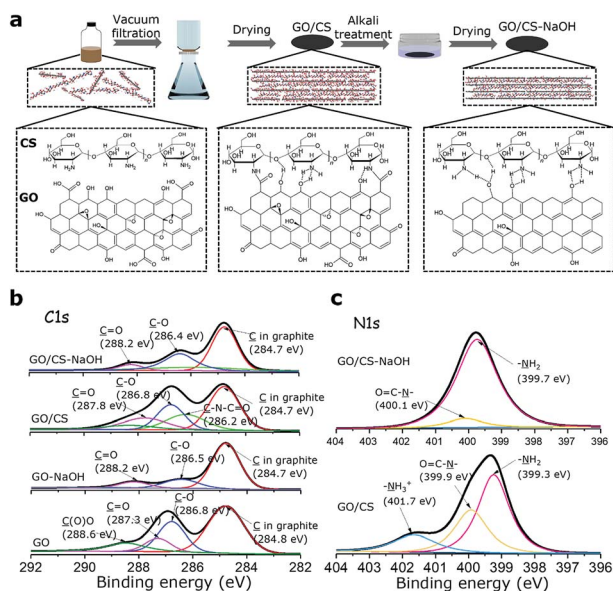 a
Vacuum
filtration
Drying
GO/CS
Alkali
treatment
Drying
GO/CS-NaOH
CS
GO
b
C1s
C=O
(288.2 eV)
C-O
(286.4 eV)
C in graphite
(284.7 eV)
GO/CS-NaOH
C=O
(287.8 eV)
C-O
(286.8 eV)
C-N-C=O
(286.2 eV)
C in graphite
(284.7 eV)
GO/CS
C=O
(288.2 eV)
C-O
(286.5 eV)
C in graphite
(284.7 eV)
GO-NaOH
C(O)O
(288.6 eV)
C=O
(287.3 eV)
C-O
(286.8 eV)
C in graphite
(284.8 eV)
GO
292 290 288 286 284 282
Binding energy (eV)
c
N1s
GO/CS-NaOH
-NH2
(399.7 eV)
O=C-N-
(400.1 eV)
404 403 402 401 400 399 398 397 396
GO/CS
-NH3+
(401.7 eV)
O=C-N-
(399.9 eV)
-NH2
(399.3 eV)
404 403 402 401 400 399 398 397 396
Binding energy (eV)